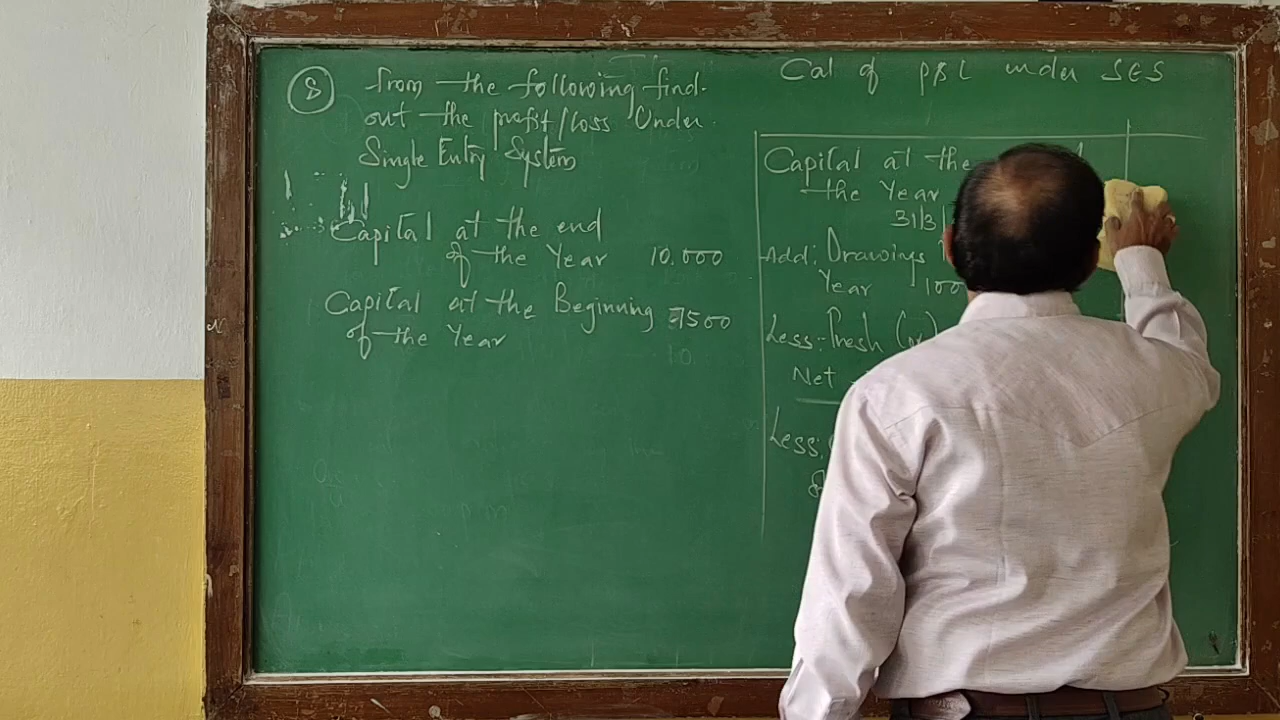 8 from the following find.
out the profit/loss Under
Single Entry System
Capital at the end
of the Year 10.000
Capital at the Beginning 7500
of the Year
Cal of P&L under SES
Capital at the
the Year
31/3/
Add: Drawings
Year 100
Less:- Fresh
Net
Less: